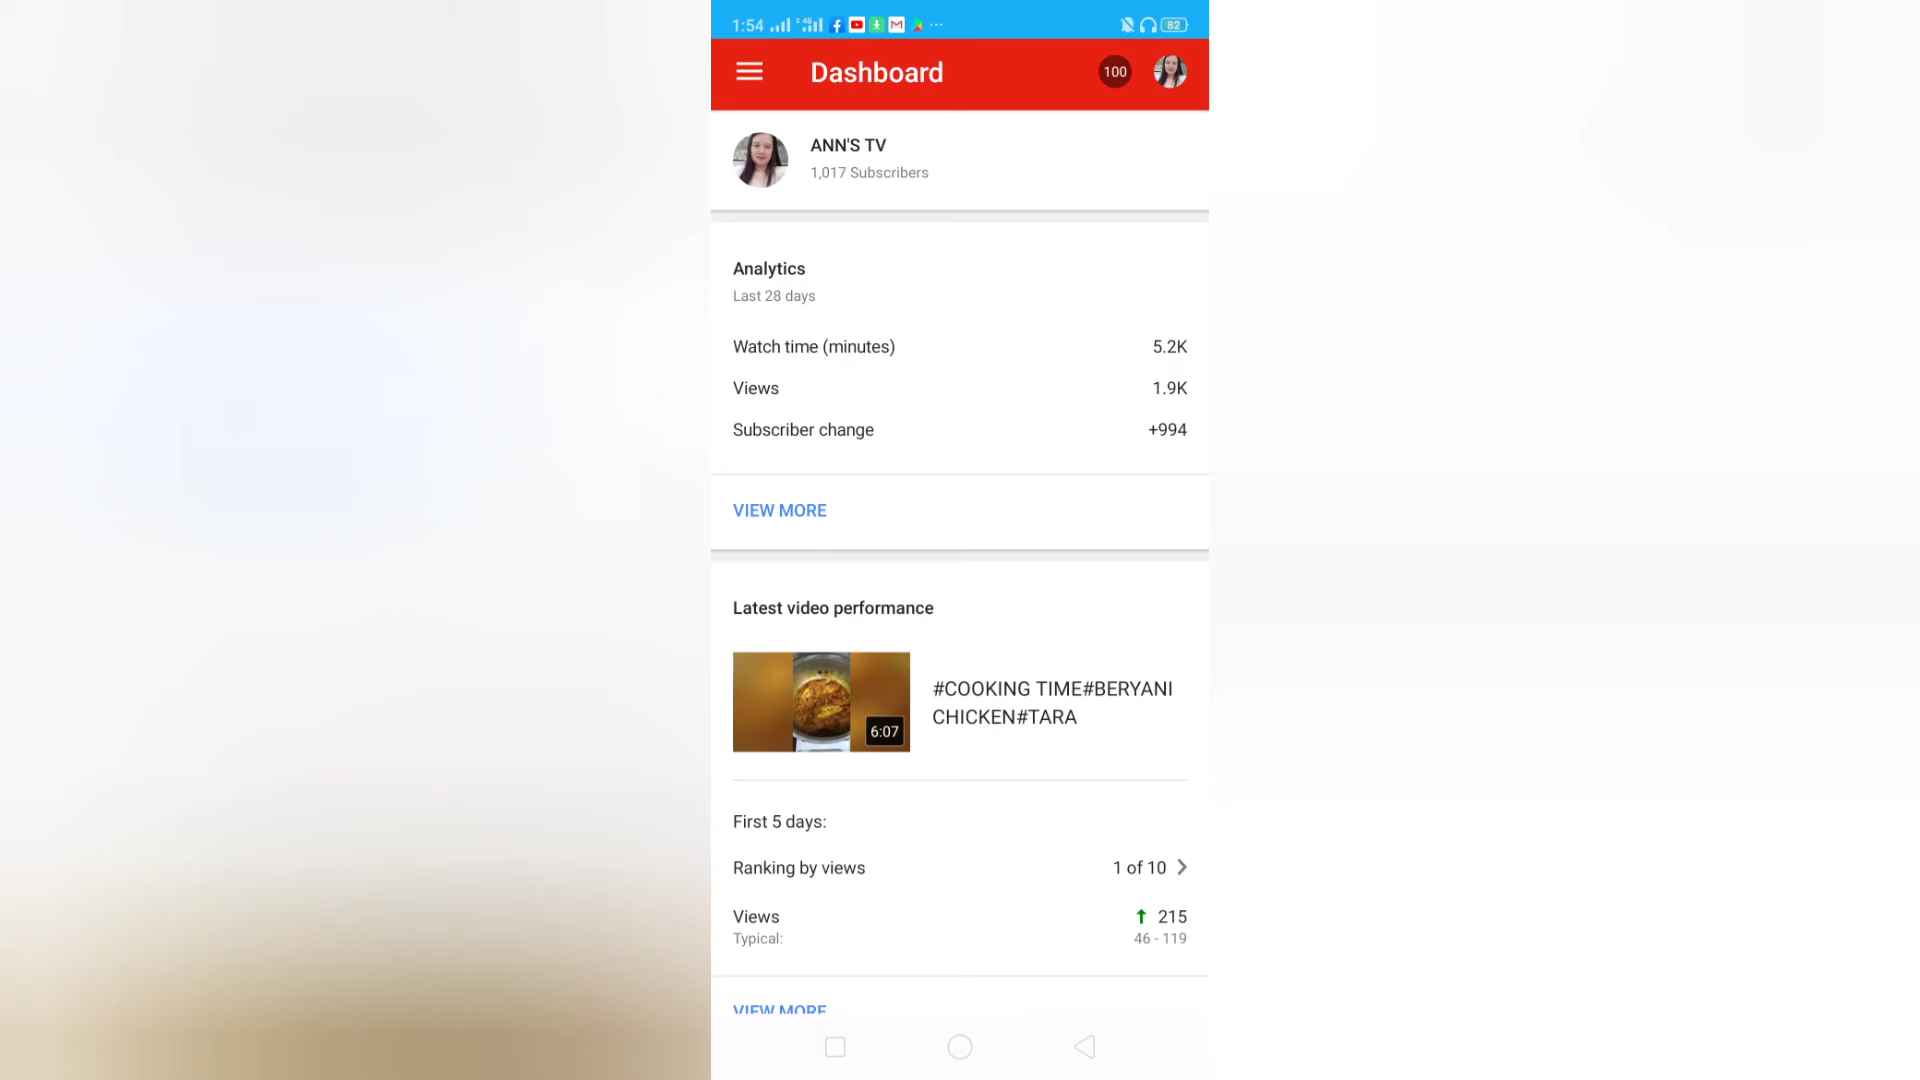 1:54 4G 82
Dashboard 100
ANN'S TV
1,017 Subscribers
Analytics
Last 28 days
Watch time (minutes) 5.2K
Views 1.9K
Subscriber change +994
VIEW MORE
Latest video performance
6:07
#COOKING TIME#BERYANI
CHICKEN#TARA
First 5 days:
Ranking by views 1 of 10
Views 215
Typical: 46 - 119
VIEW MORE